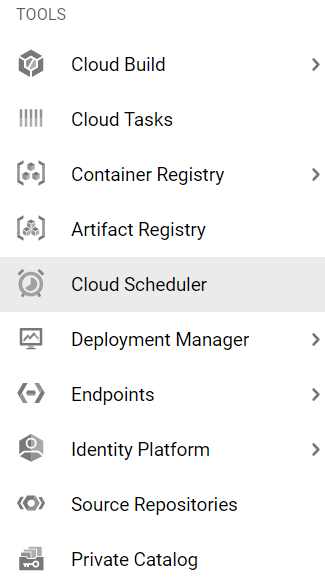 TOOLS
Cloud Build
Cloud Tasks
Container Registry
Artifact Registry
Cloud Scheduler
Deployment Manager
Endpoints
Identity Platform
Source Repositories
Private Catalog